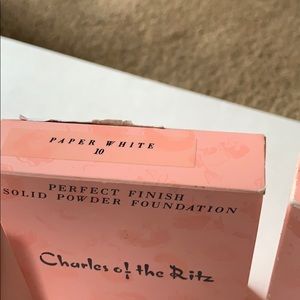 PAPER WHITE
10
PERFECT FINISH
SOLID POWDER FOUNDATION
Charles of the Ritz